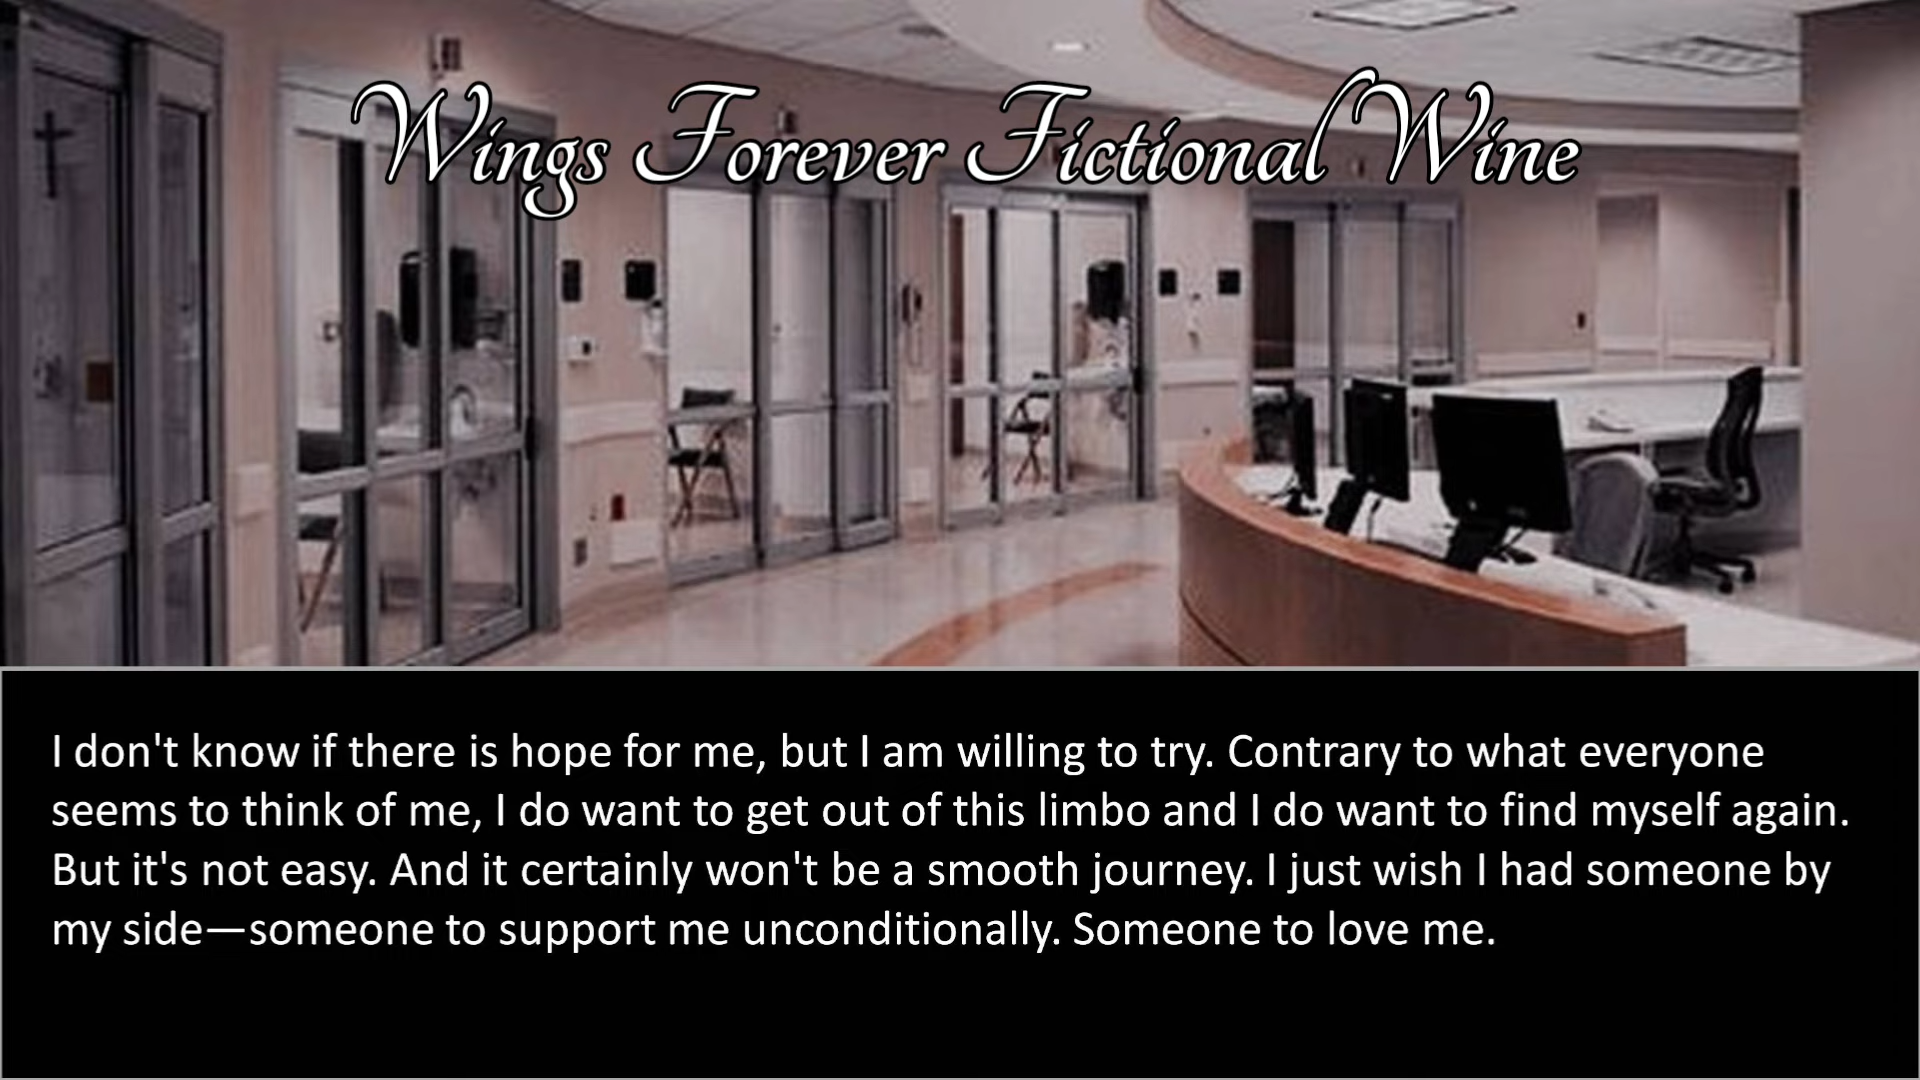 Wings Forever Fictional Wine
I don't know if there is hope for me, but I am willing to try. Contrary to what everyone
seems to think of me, I do want to get out of this limbo and I do want to find myself again.
But it's not easy. And it certainly won't be a smooth journey. I just wish I had someone by
my side—someone to support me unconditionally. Someone to love me.